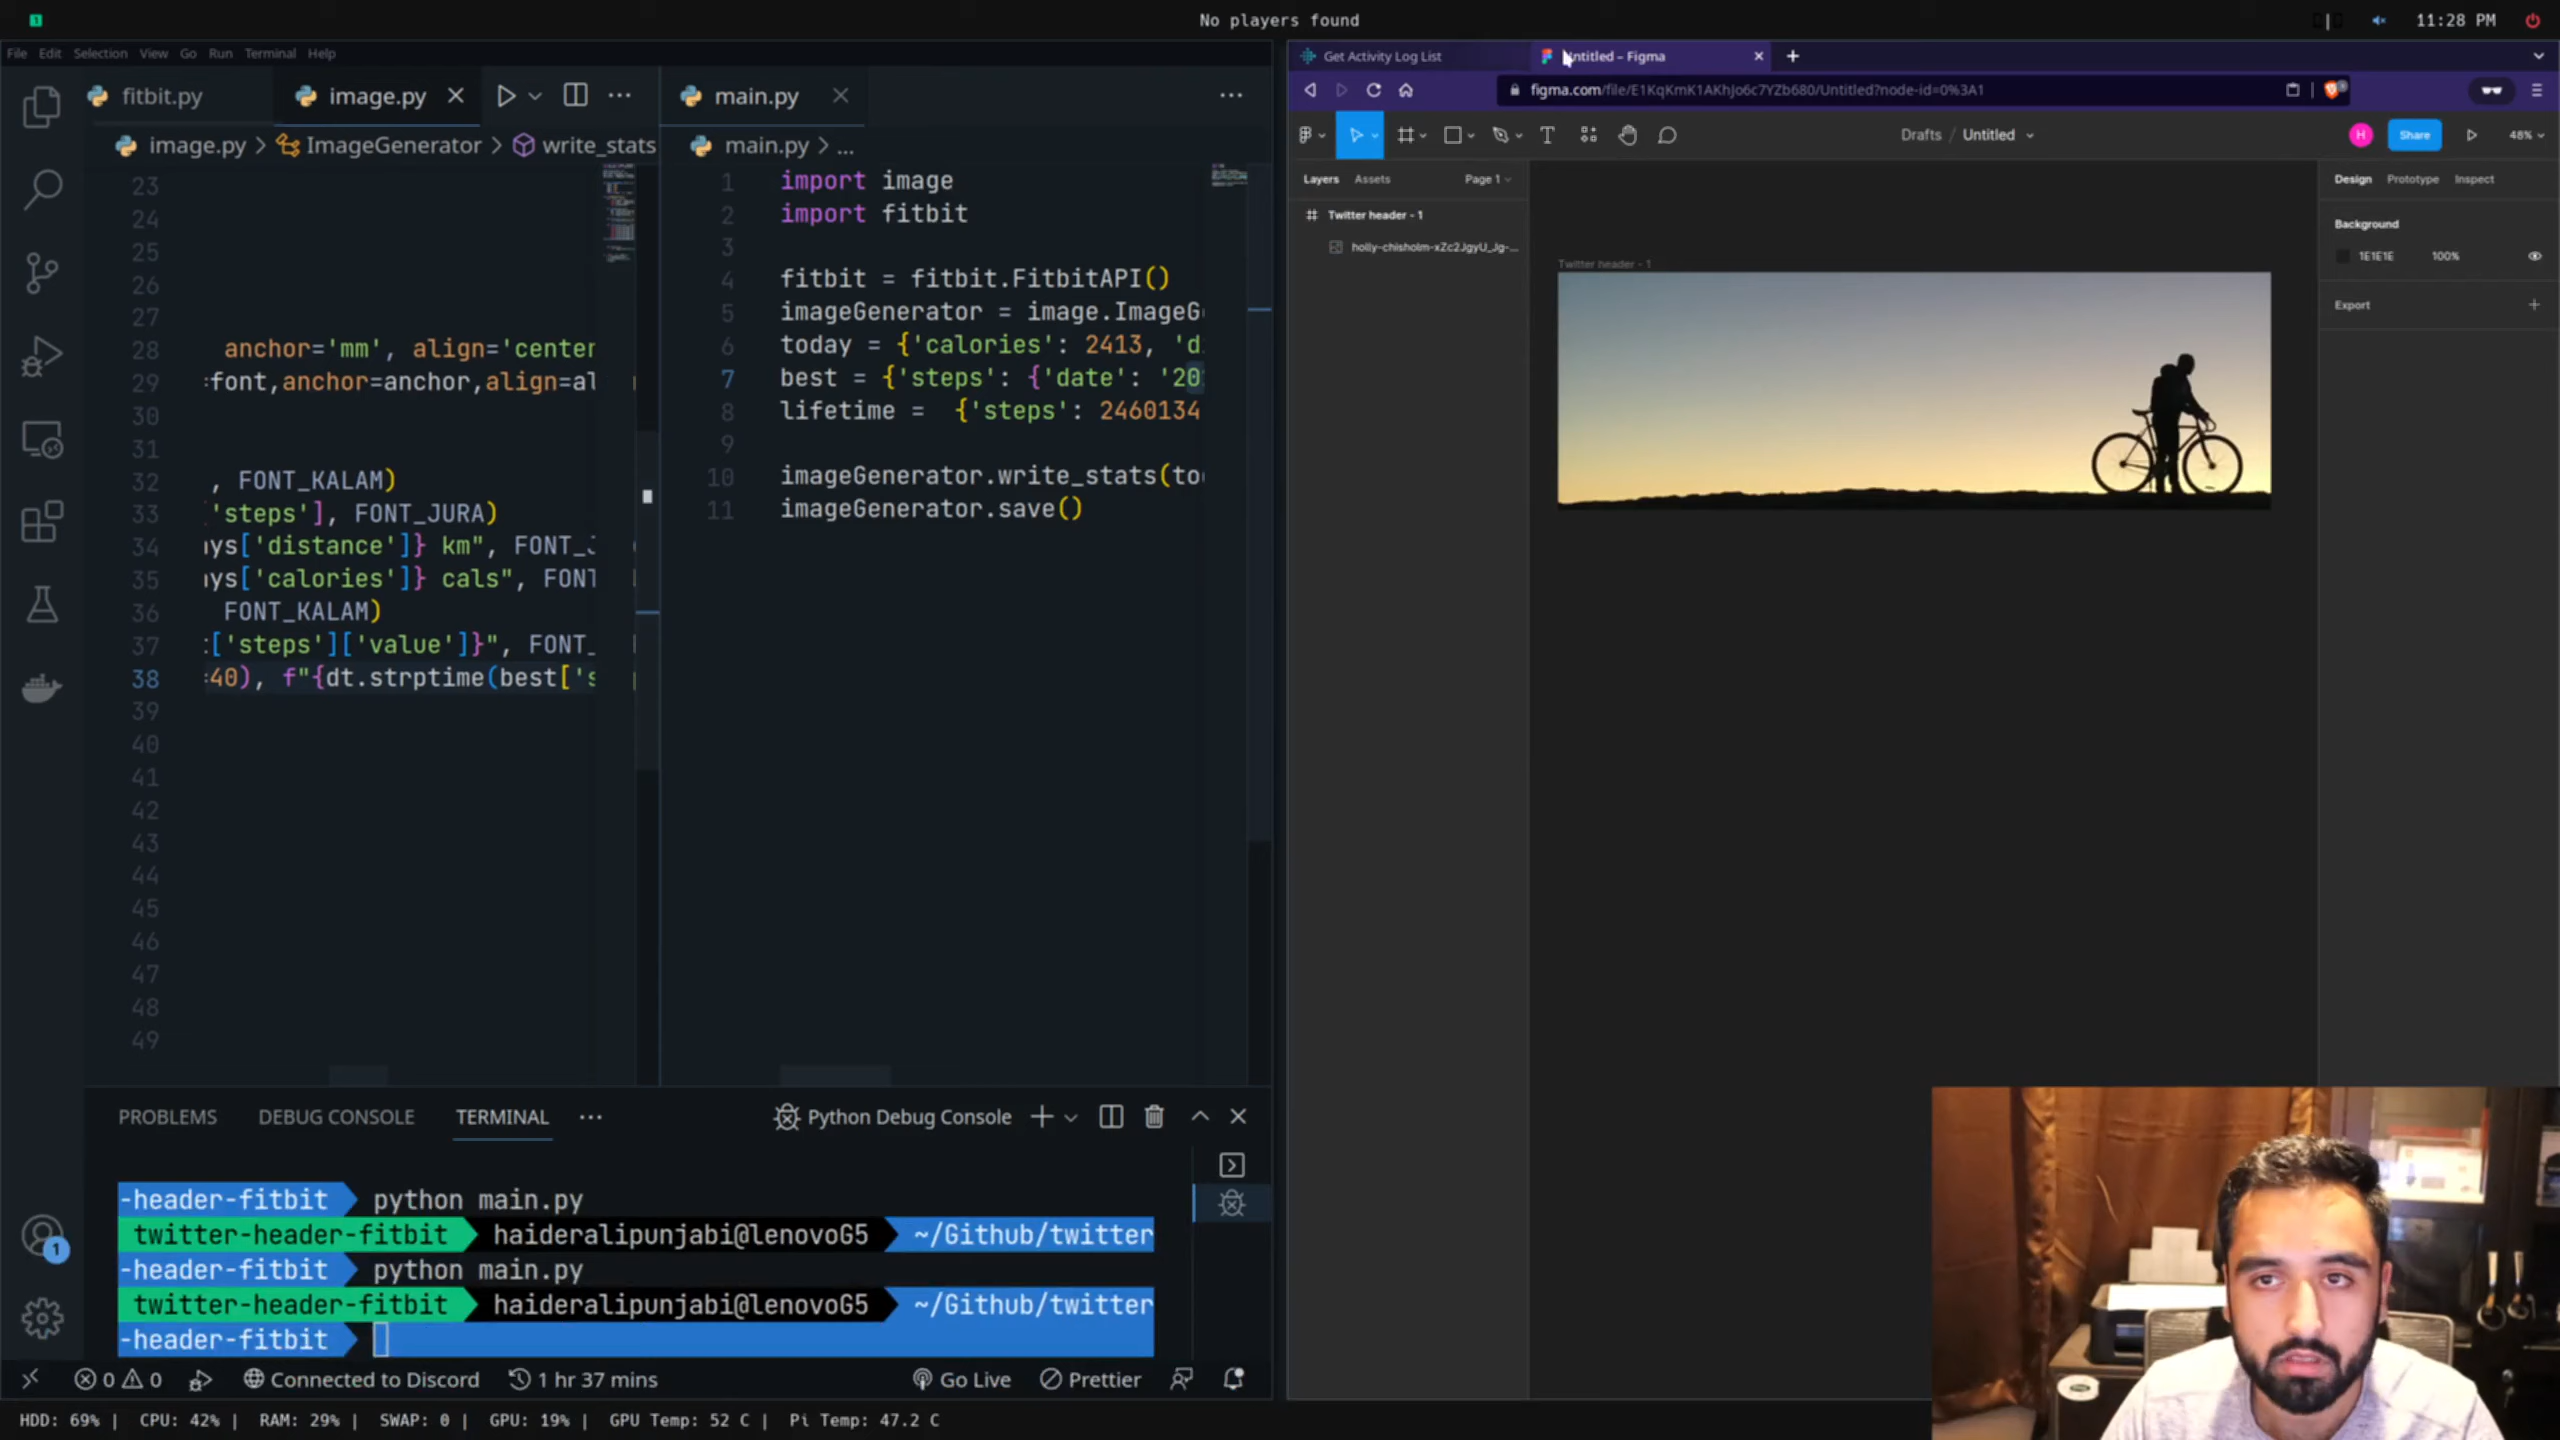 1
No players found
11:28 PM
File Edit Selection View Go Run Terminal Help
fitbit.py
image.py
main.py
image.py > ImageGenerator > write_stats
main.py > ...
23
24
25
26
27
28 anchor='mm', align='center
29 font,anchor=anchor,align=al
30
31
32 , FONT_KALAM)
33 'steps'], FONT_JURA)
34 ys['distance']} km", FONT_J
35 ys['calories']} cals", FONT
36 FONT_KALAM)
37 ['steps']['value']}", FONT_
38 =40), f"{dt.strptime(best['s
39
40
41
42
43
44
45
46
47
48
49
1 import image
2 import fitbit
3
4 fitbit = fitbit.FitbitAPI()
5 imageGenerator = image.ImageG
6 today = {'calories': 2413, 'd
7 best = {'steps': {'date': '20
8 lifetime =  {'steps': 2460134
9
10 imageGenerator.write_stats(to
11 imageGenerator.save()
PROBLEMS DEBUG CONSOLE TERMINAL ...
Python Debug Console
-header-fitbit python main.py
twitter-header-fitbit haideralipunjabi@lenovoG5 ~/Github/twitter
-header-fitbit python main.py
twitter-header-fitbit haideralipunjabi@lenovoG5 ~/Github/twitter
-header-fitbit
0 0 Connected to Discord 1 hr 37 mins Go Live Prettier
1
HDD: 69% | CPU: 42% | RAM: 29% | SWAP: 0 | GPU: 19% | GPU Temp: 52 C | Pi Temp: 47.2 C
Get Activity Log List
Untitled – Figma
figma.com/file/E1KqKmK1AKhJo6c7YZb680/Untitled?node-id=0%3A1
Drafts / Untitled
H
Share
48%
Layers Assets Page 1
Twitter header - 1
holly-chisholm-xZc2JgyU_Jg-...
Twitter header - 1
Design Prototype Inspect
Background
1E1E1E 100%
Export